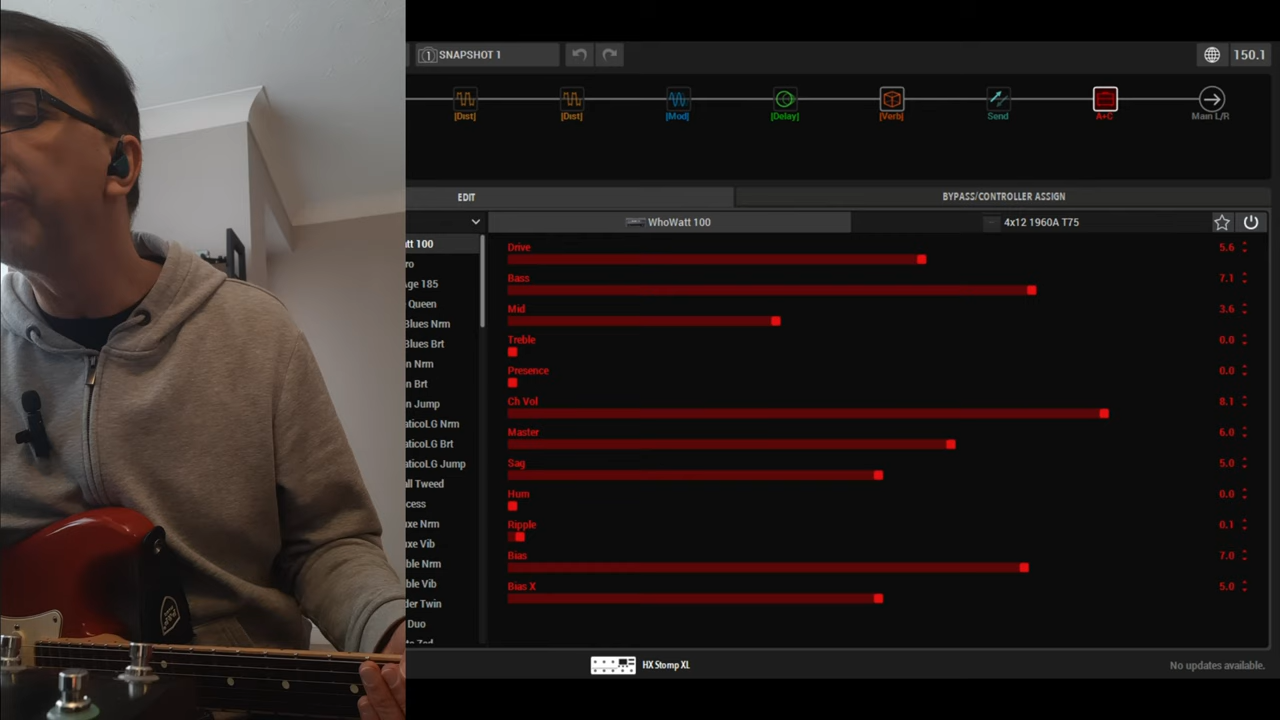 SNAPSHOT 1
150.1
|Dist|
|Dist|
|Mod|
|Delay|
|Verb|
Send
A+C
Main L/R
EDIT
BYPASS/CONTROLLER ASSIGN
WhoWatt 100
4x12 1960A T75
tt 100
ro
Age 185
Queen
Blues Nrm
Blues Brt
n Nrm
n Brt
n Jump
aticoLG Nrm
aticoLG Brt
aticoLG Jump
ll Tweed
cess
uxe Nrm
uxe Vib
ble Nrm
ble Vib
der Twin
Duo
Drive 5.6
Bass 7.1
Mid 3.6
Treble 0.0
Presence 0.0
Ch Vol 8.1
Master 6.0
Sag 5.0
Hum 0.0
Ripple 0.1
Bias 7.0
Bias X 5.0
HX Stomp XL
No updates available.